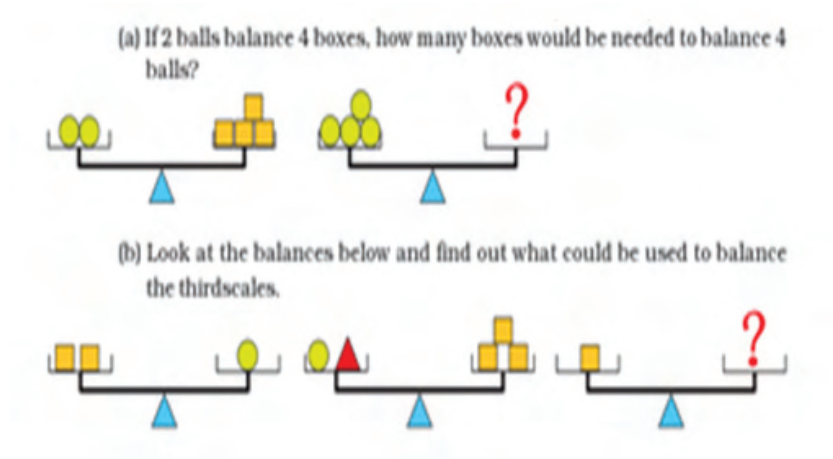 (a) If 2 balls balance 4 boxes, how many boxes would be needed to balance 4
balls?
?
(b) Look at the balances below and find out what could be used to balance
the thirdscales.
?